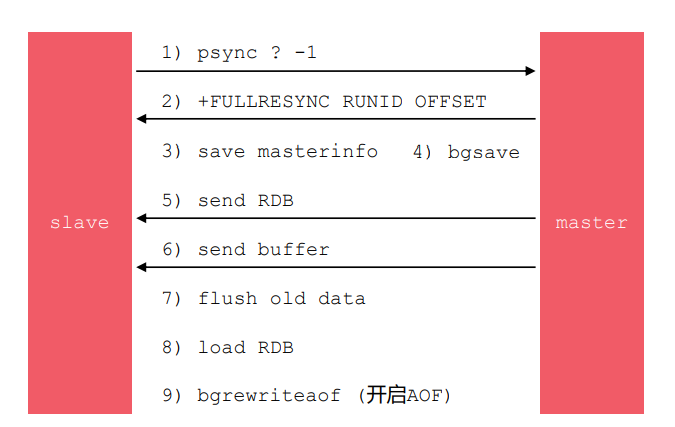 1) psync ? -1
2) +FULLRESYNC RUNID OFFSET
3) save masterinfo 4) bgsave
5) send RDB
slave
master
6) send buffer
7) flush old data
8) load RDB
9) bgrewriteaof (开启AOF)